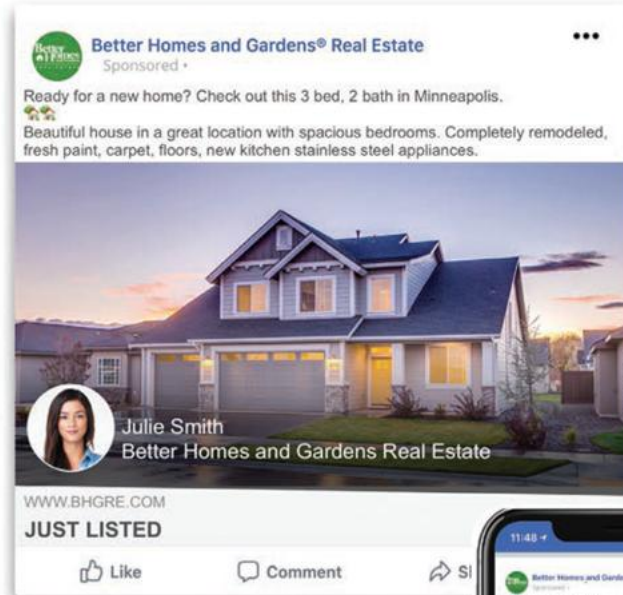 Better Homes and Gardens® Real Estate
Sponsored •
Ready for a new home? Check out this 3 bed, 2 bath in Minneapolis.
Beautiful house in a great location with spacious bedrooms. Completely remodeled,
fresh paint, carpet, floors, new kitchen stainless steel appliances.
Julie Smith
Better Homes and Gardens Real Estate
WWW.BHGRE.COM
JUST LISTED
Like
Comment
11:48
Better Homes and
Sponsored